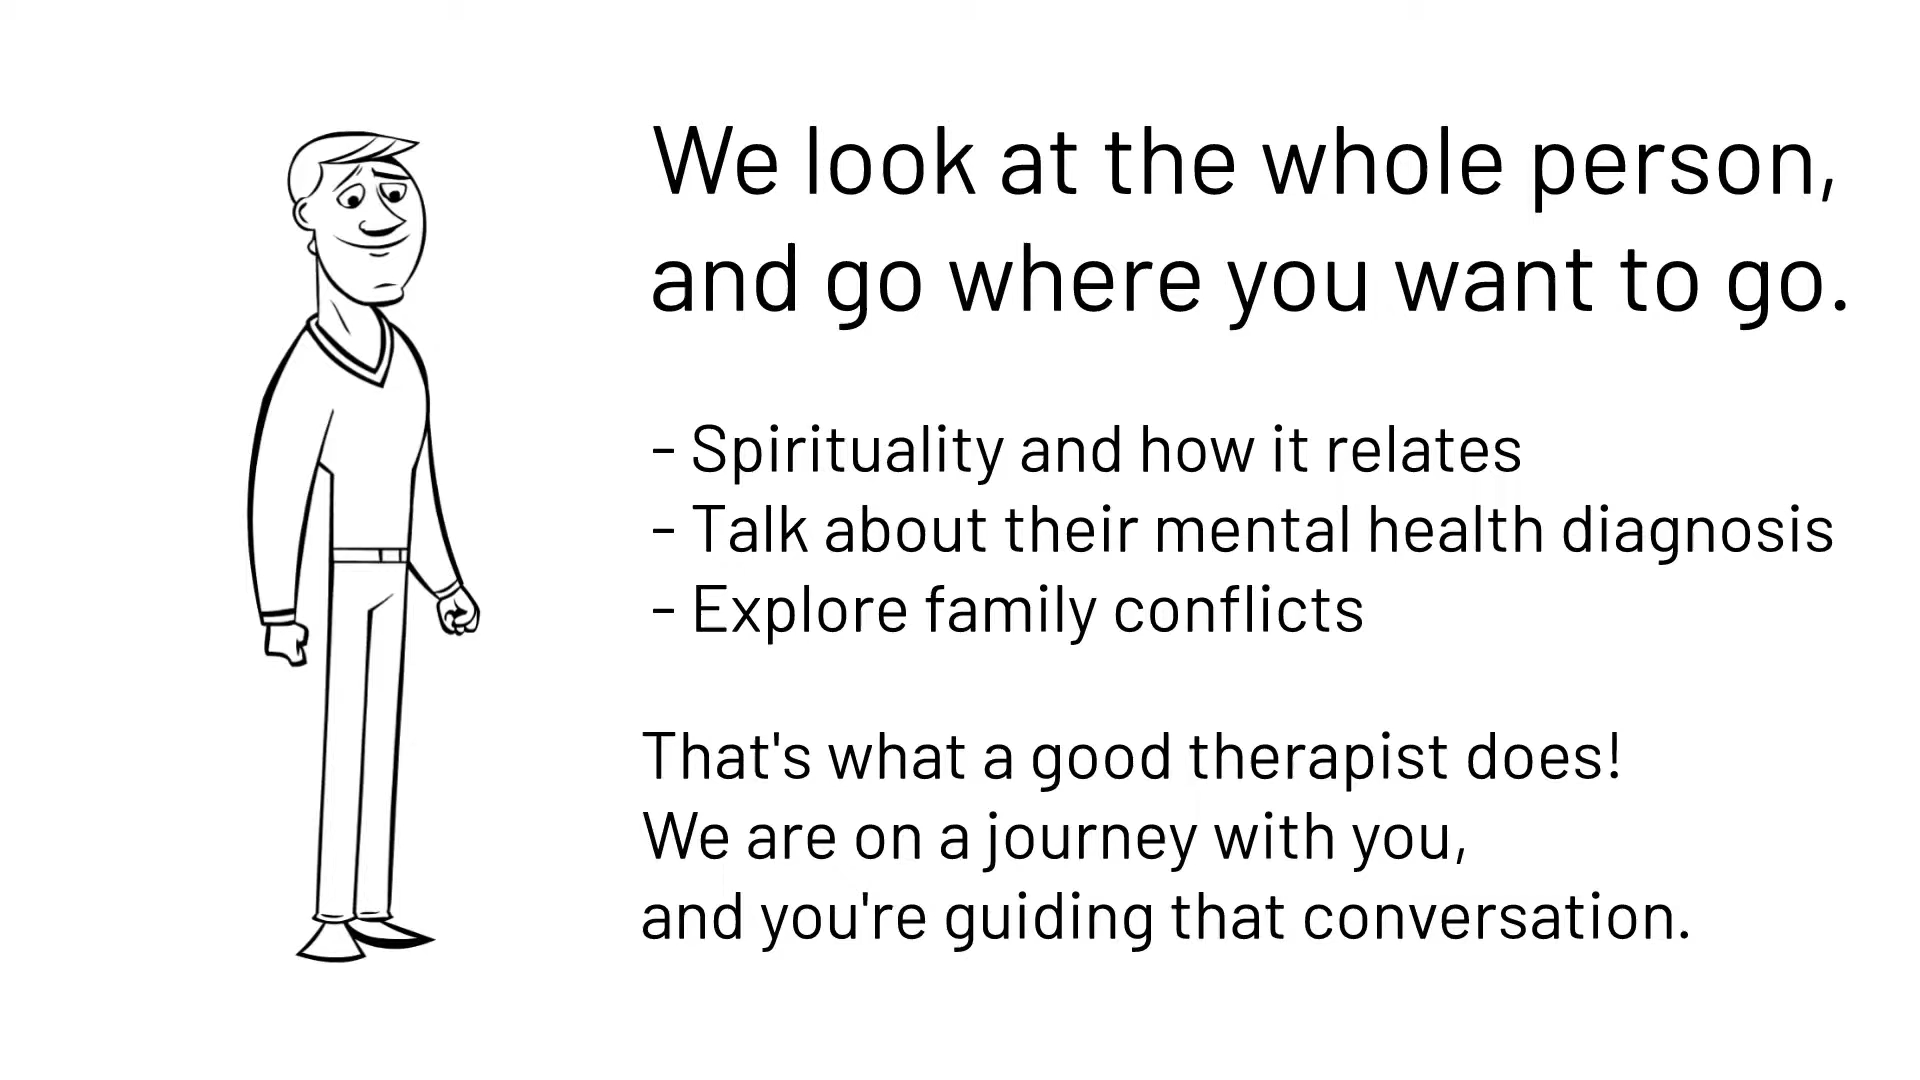 We look at the whole person,
and go where you want to go.
- Spirituality and how it relates
- Talk about their mental health diagnosis
- Explore family conflicts
That's what a good therapist does!
We are on a journey with you,
and you're guiding that conversation.